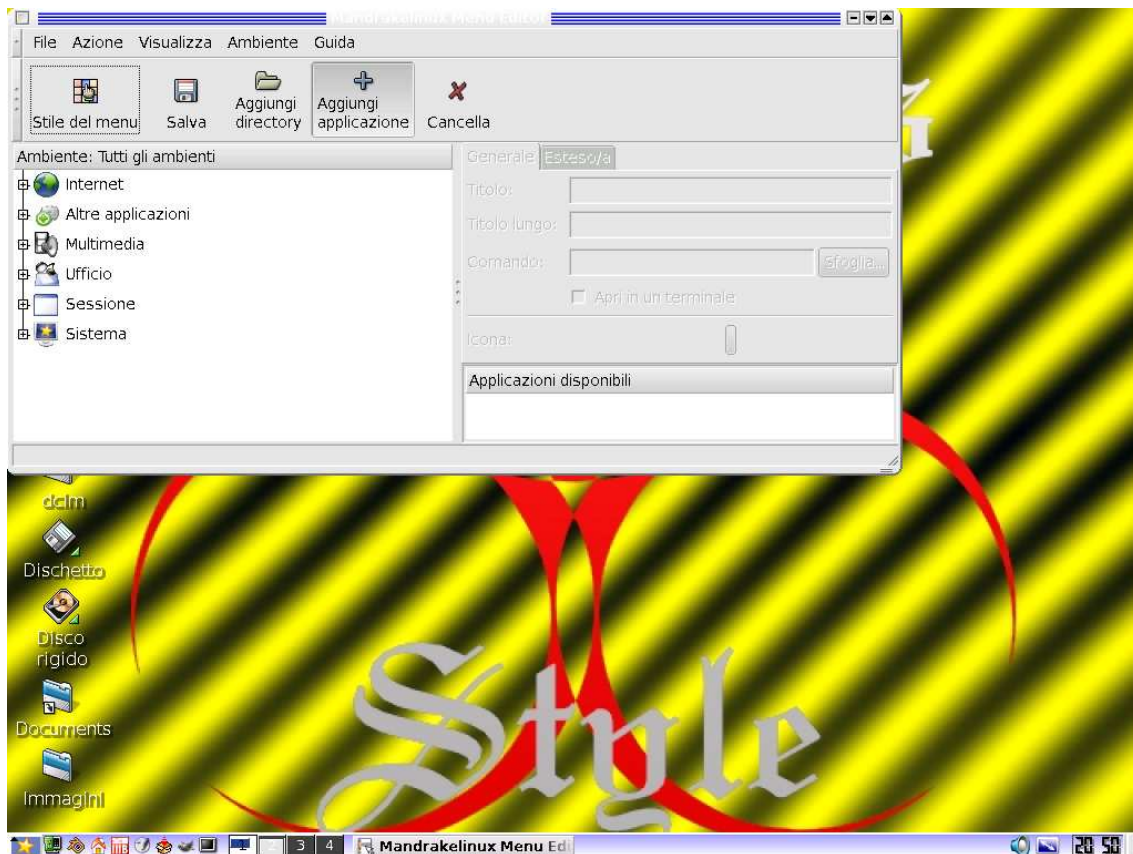 Mandrakelinux Menu Editor
File Azione Visualizza Ambiente Guida
Stile del menu Salva Aggiungi directory Aggiungi applicazione Cancella
Ambiente: Tutti gli ambienti
Internet
Altre applicazioni
Multimedia
Ufficio
Sessione
Sistema
Generale Esteso/a
Titolo:
Titolo lungo:
Comando: Sfoglia...
Apri in un terminale
Icona:
Applicazioni disponibili
dcim
Dischetto
Disco
rigido
Documents
Immagini
Style
2 3 4 Mandrakelinux Menu Edi 20 50